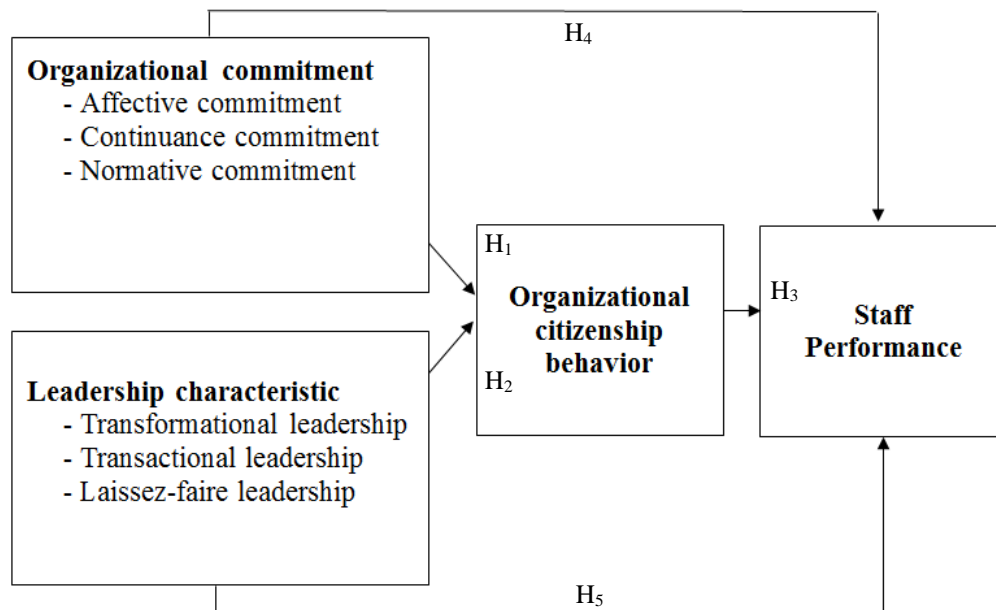 H₄
Organizational commitment
- Affective commitment
- Continuance commitment
- Normative commitment
H₁
Organizational
citizenship
behavior
H₂
H₃
Staff
Performance
Leadership characteristic
- Transformational leadership
- Transactional leadership
- Laissez-faire leadership
H₅